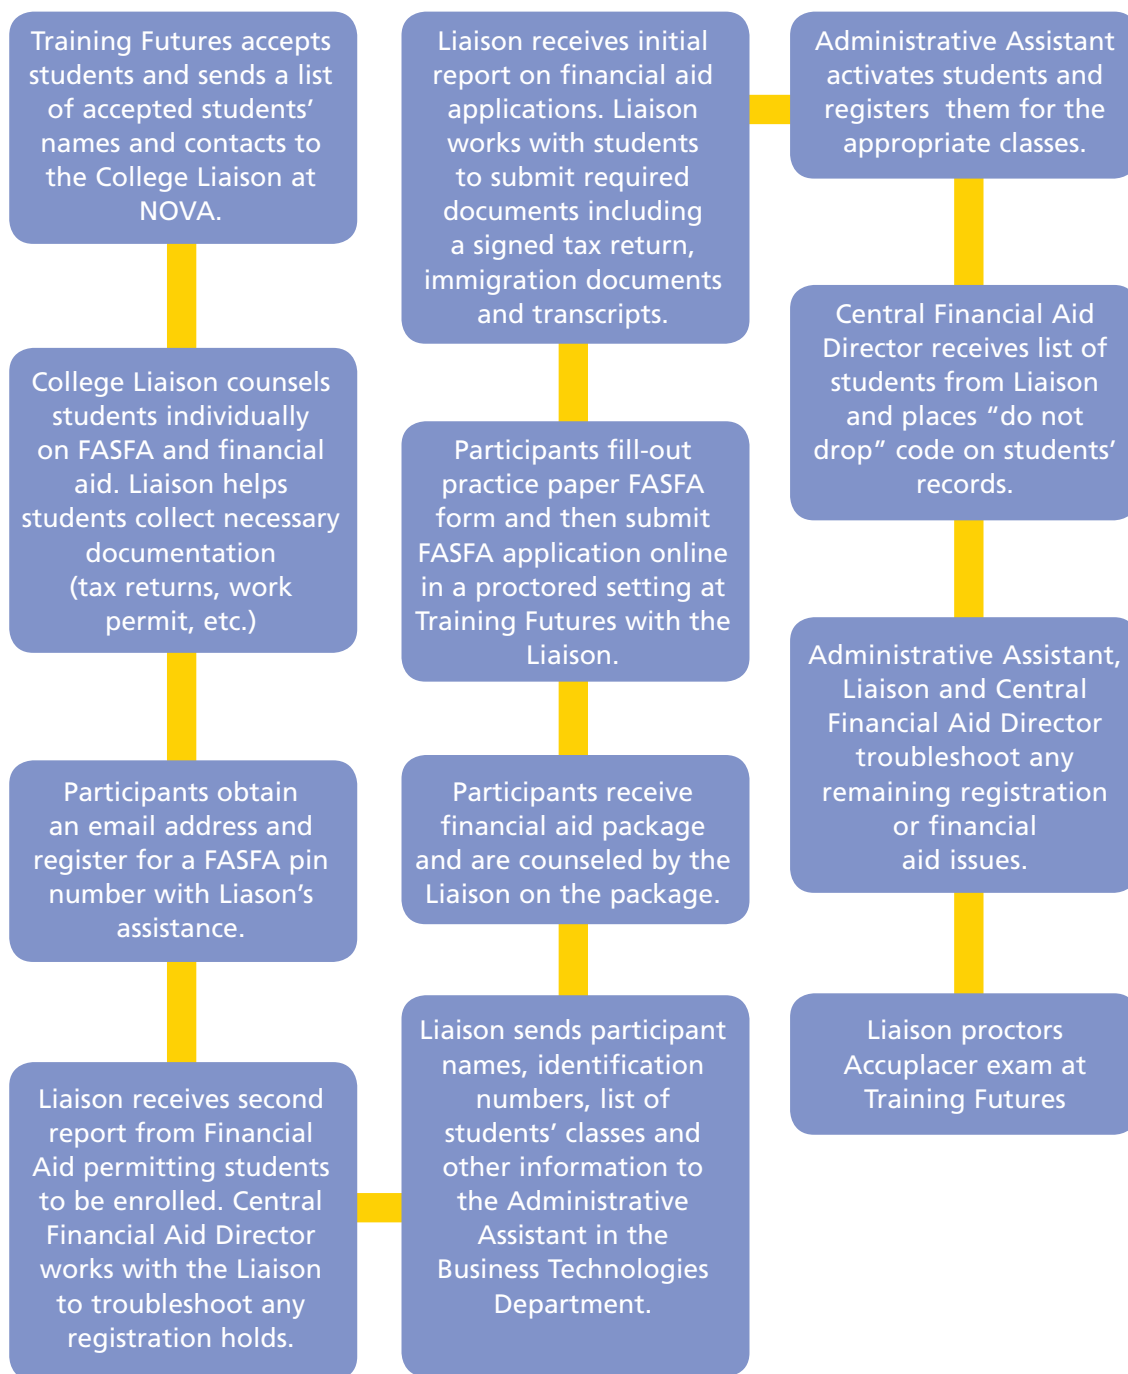 Training Futures accepts
students and sends a list
of accepted students’
names and contacts to
the College Liaison at
NOVA.
College Liaison counsels
students individually
on FASFA and financial
aid. Liaison helps
students collect necessary
documentation
(tax returns, work
permit, etc.)
Participants obtain
an email address and
register for a FASFA pin
number with Liason’s
assistance.
Liaison receives second
report from Financial
Aid permitting students
to be enrolled. Central
Financial Aid Director
works with the Liaison
to troubleshoot any
registration holds.
Liaison receives initial
report on financial aid
applications. Liaison
works with students
to submit required
documents including
a signed tax return,
immigration documents
and transcripts.
Participants fill-out
practice paper FASFA
form and then submit
FASFA application online
in a proctored setting at
Training Futures with the
Liaison.
Participants receive
financial aid package
and are counseled by the
Liaison on the package.
Liaison sends participant
names, identification
numbers, list of
students’ classes and
other information to
the Administrative
Assistant in the
Business Technologies
Department.
Administrative Assistant
activates students and
registers them for the
appropriate classes.
Central Financial Aid
Director receives list of
students from Liaison
and places “do not
drop” code on students’
records.
Administrative Assistant,
Liaison and Central
Financial Aid Director
troubleshoot any
remaining registration
or financial
aid issues.
Liaison proctors
Accuplacer exam at
Training Futures